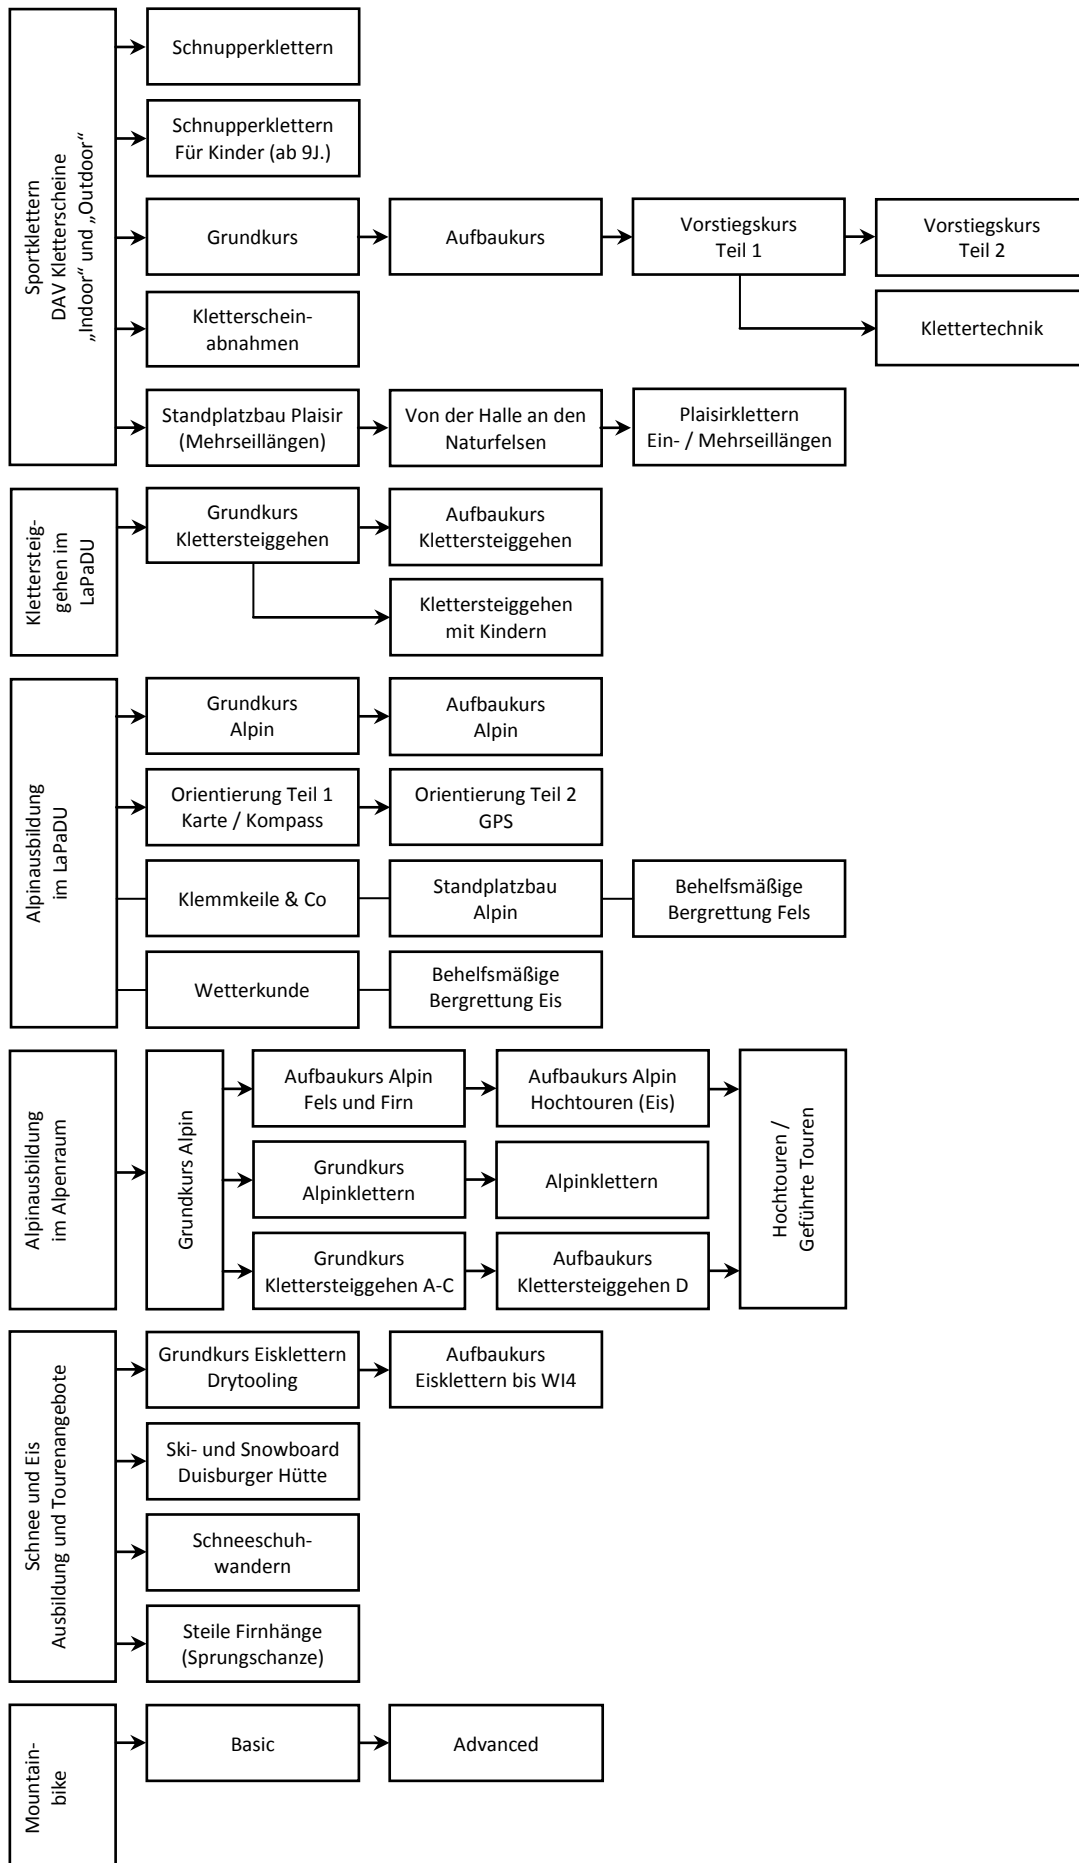 Sportklettern
DAV Kletterscheine
„Indoor“ und „Outdoor“
Schnupperklettern
Schnupperklettern
Für Kinder (ab 9J.)
Grundkurs
Aufbaukurs
Vorstiegskurs
Teil 1
Vorstiegskurs
Teil 2
Kletterschein-
abnahmen
Klettertechnik
Standplatzbau Plaisir
(Mehrseillängen)
Von der Halle an den
Naturfelsen
Plaisirklettern
Ein- / Mehrseillängen
Klettersteig-
gehen im
LaPaDU
Grundkurs
Klettersteiggehen
Aufbaukurs
Klettersteiggehen
Klettersteiggehen
mit Kindern
Alpinausbildung
im LaPaDU
Grundkurs
Alpin
Aufbaukurs
Alpin
Orientierung Teil 1
Karte / Kompass
Orientierung Teil 2
GPS
Klemmkeile & Co
Standplatzbau
Alpin
Behelfsmäßige
Bergrettung Fels
Wetterkunde
Behelfsmäßige
Bergrettung Eis
Alpinausbildung
im Alpenraum
Grundkurs Alpin
Aufbaukurs Alpin
Fels und Firn
Aufbaukurs Alpin
Hochtouren (Eis)
Grundkurs
Alpinklettern
Alpinklettern
Grundkurs
Klettersteiggehen A-C
Aufbaukurs
Klettersteiggehen D
Hochtouren /
Geführte Touren
Schnee und Eis
Ausbildung und Tourenangebote
Grundkurs Eisklettern
Drytooling
Aufbaukurs
Eisklettern bis WI4
Ski- und Snowboard
Duisburger Hütte
Schneeschuh-
wandern
Steile Firnhänge
(Sprungschanze)
Mountain-
bike
Basic
Advanced